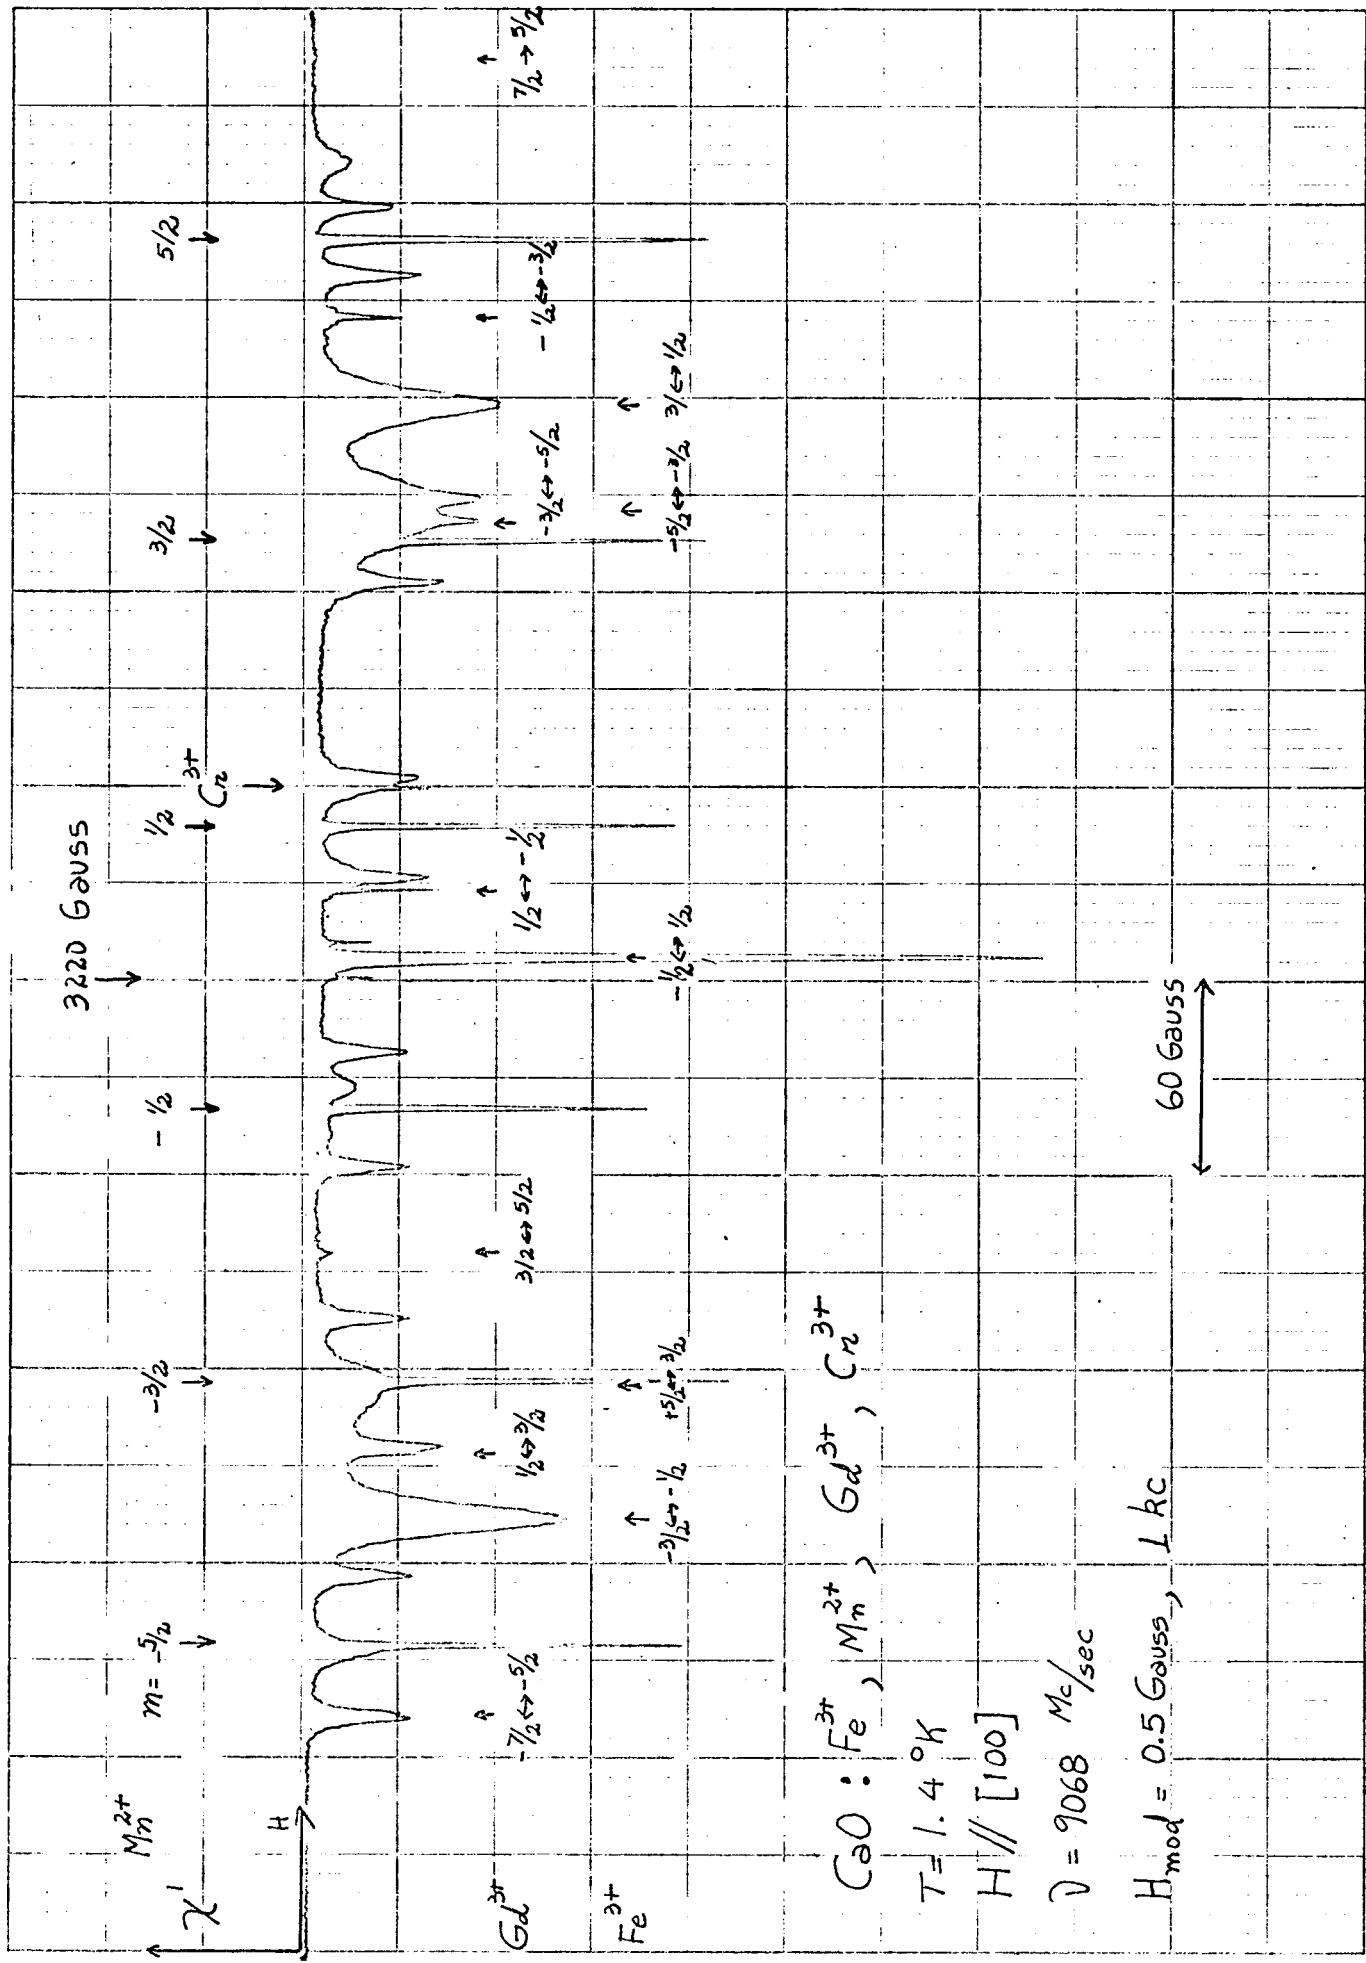 3220 Gauss
Mn²⁺
m = -5/2
-3/2
- 1/2
1/2
Cr³⁺
3/2
5/2
χ'
H
Gd³⁺
-7/2 ↔ -5/2
1/2 ↔ 3/2
3/2 ↔ 5/2
1/2 ↔ -1/2
-3/2 ↔ -5/2
-1/2 ↔ -3/2
7/2 → 5/2
Fe³⁺
-3/2 ↔ -1/2
+5/2 ↔ 3/2
-1/2 ↔ 1/2
-5/2 ↔ -3/2
3/ ↔ 1/2
CaO : Fe³⁺, Mn²⁺, Gd³⁺, Cr³⁺
T = 1.4 °K
H // [100]
ν = 9068 Mc/sec
H mod = 0.5 Gauss, 1 kc
60 Gauss